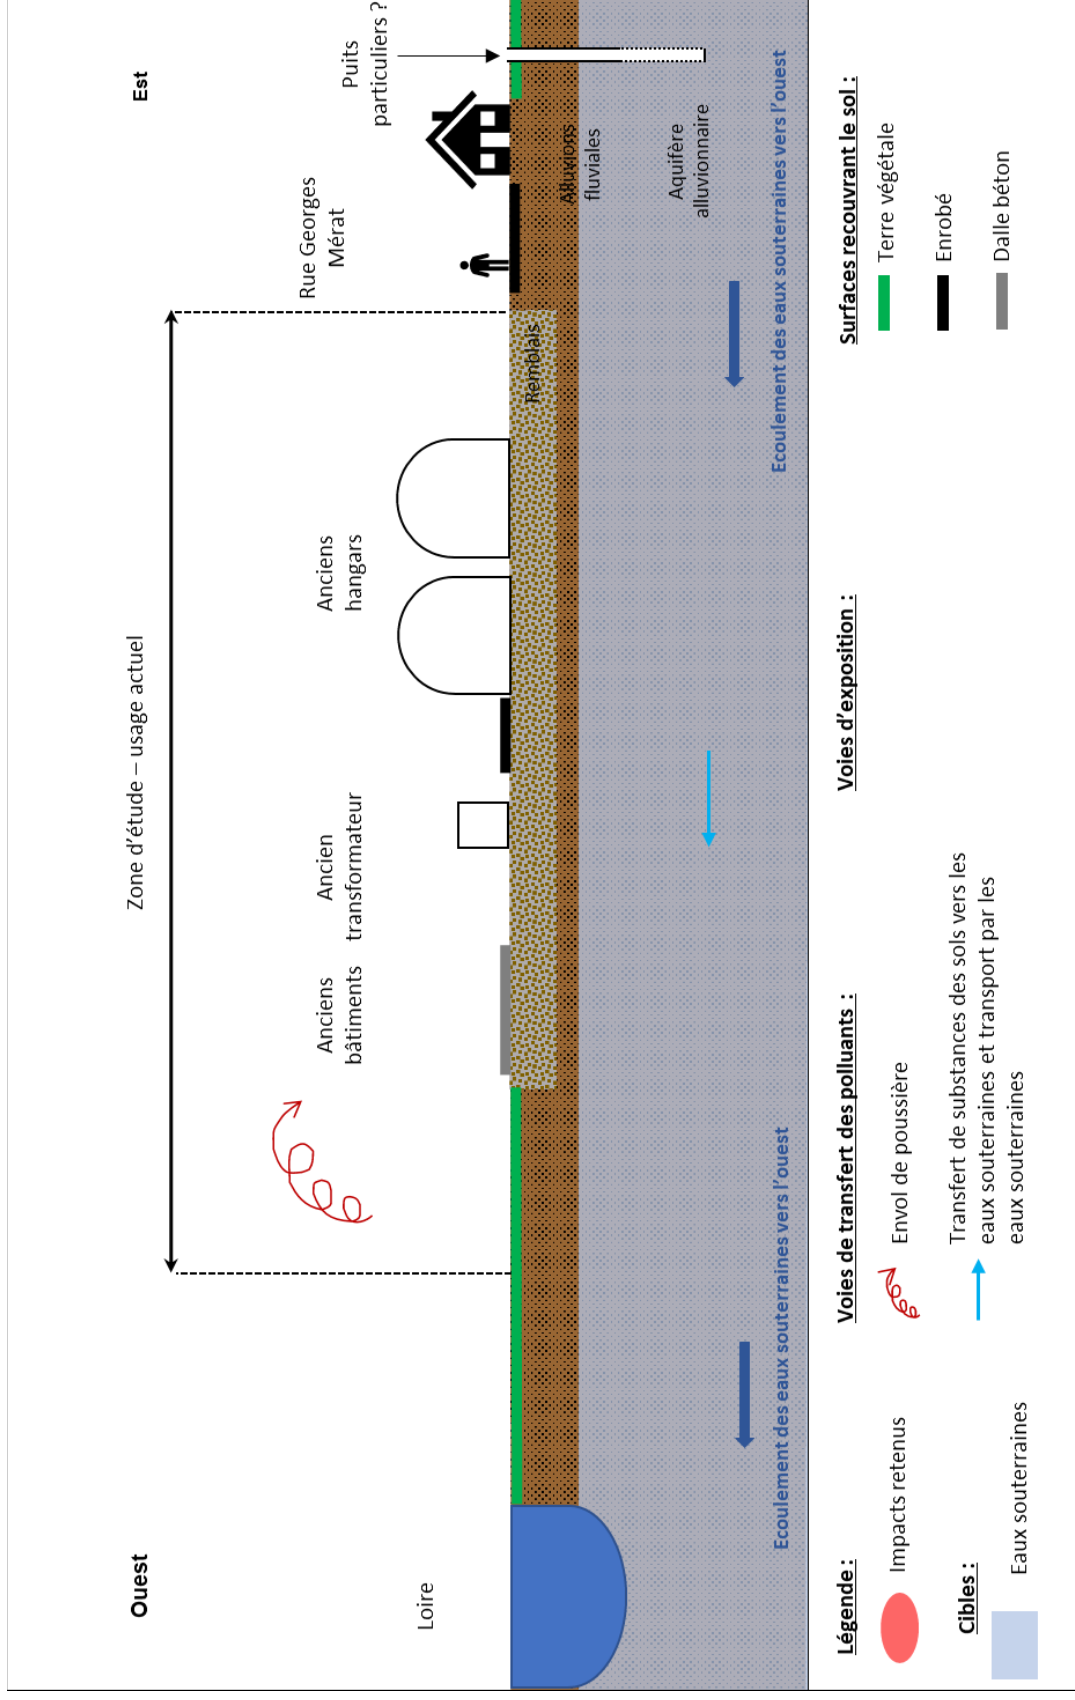 Ouest
Est
Zone d'étude – usage actuel
Loire
Anciens
bâtiments
Ancien
transformateur
Anciens
hangars
Rue Georges
Mérat
Puits
particuliers ?
Remblais
Alluvions
fluviales
Aquifère
alluvionnaire
Ecoulement des eaux souterraines vers l'ouest
Ecoulement des eaux souterraines vers l'ouest
Légende :
Impacts retenus
Cibles :
Eaux souterraines
Voies de transfert des polluants :
Envol de poussière
Transfert de substances des sols vers les
eaux souterraines et transport par les
eaux souterraines
Voies d'exposition :
Surfaces recouvrant le sol :
Terre végétale
Enrobé
Dalle béton